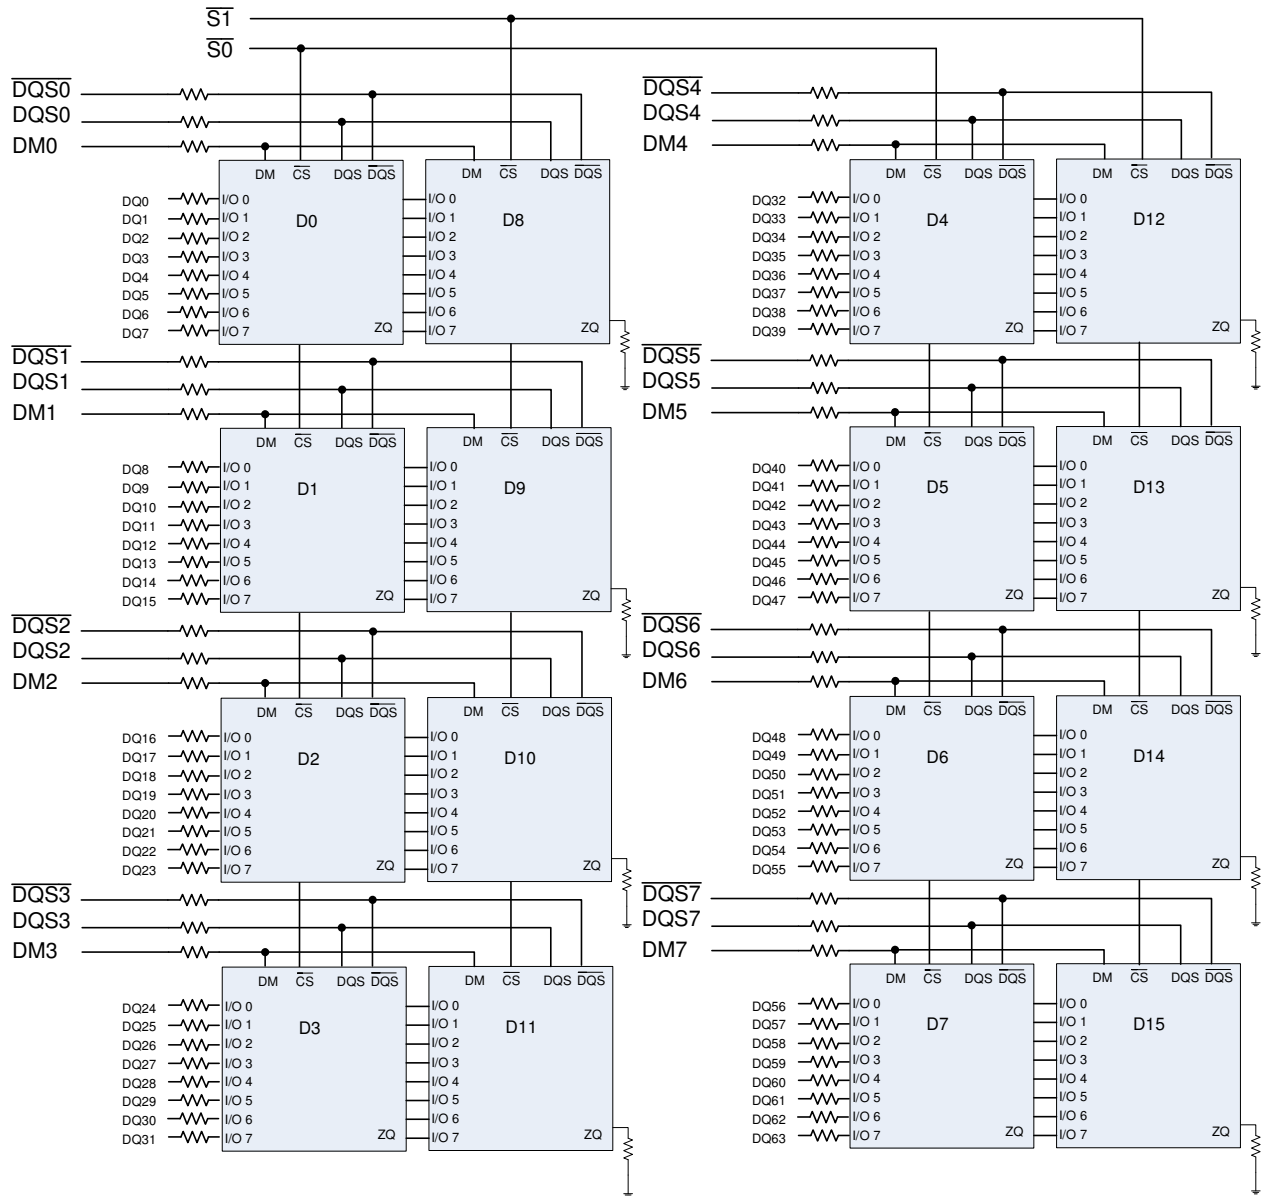 S1
S0
DQS0
DQS0
DM0
DM CS DQS DQS
DM CS DQS DQS
D0
D8
DQ0 I/O 0 I/O 0
DQ1 I/O 1 I/O 1
DQ2 I/O 2 I/O 2
DQ3 I/O 3 I/O 3
DQ4 I/O 4 I/O 4
DQ5 I/O 5 I/O 5
DQ6 I/O 6 I/O 6
DQ7 I/O 7 ZQ I/O 7 ZQ
DQS1
DQS1
DM1
DM CS DQS DQS
DM CS DQS DQS
D1
D9
DQ8 I/O 0 I/O 0
DQ9 I/O 1 I/O 1
DQ10 I/O 2 I/O 2
DQ11 I/O 3 I/O 3
DQ12 I/O 4 I/O 4
DQ13 I/O 5 I/O 5
DQ14 I/O 6 I/O 6
DQ15 I/O 7 ZQ I/O 7 ZQ
DQS2
DQS2
DM2
DM CS DQS DQS
DM CS DQS DQS
D2
D10
DQ16 I/O 0 I/O 0
DQ17 I/O 1 I/O 1
DQ18 I/O 2 I/O 2
DQ19 I/O 3 I/O 3
DQ20 I/O 4 I/O 4
DQ21 I/O 5 I/O 5
DQ22 I/O 6 I/O 6
DQ23 I/O 7 ZQ I/O 7 ZQ
DQS3
DQS3
DM3
DM CS DQS DQS
DM CS DQS DQS
D3
D11
DQ24 I/O 0 I/O 0
DQ25 I/O 1 I/O 1
DQ26 I/O 2 I/O 2
DQ27 I/O 3 I/O 3
DQ28 I/O 4 I/O 4
DQ29 I/O 5 I/O 5
DQ30 I/O 6 I/O 6
DQ31 I/O 7 ZQ I/O 7 ZQ
DQS4
DQS4
DM4
DM CS DQS DQS
DM CS DQS DQS
D4
D12
DQ32 I/O 0 I/O 0
DQ33 I/O 1 I/O 1
DQ34 I/O 2 I/O 2
DQ35 I/O 3 I/O 3
DQ36 I/O 4 I/O 4
DQ37 I/O 5 I/O 5
DQ38 I/O 6 I/O 6
DQ39 I/O 7 ZQ I/O 7 ZQ
DQS5
DQS5
DM5
DM CS DQS DQS
DM CS DQS DQS
D5
D13
DQ40 I/O 0 I/O 0
DQ41 I/O 1 I/O 1
DQ42 I/O 2 I/O 2
DQ43 I/O 3 I/O 3
DQ44 I/O 4 I/O 4
DQ45 I/O 5 I/O 5
DQ46 I/O 6 I/O 6
DQ47 I/O 7 ZQ I/O 7 ZQ
DQS6
DQS6
DM6
DM CS DQS DQS
DM CS DQS DQS
D6
D14
DQ48 I/O 0 I/O 0
DQ49 I/O 1 I/O 1
DQ50 I/O 2 I/O 2
DQ51 I/O 3 I/O 3
DQ52 I/O 4 I/O 4
DQ53 I/O 5 I/O 5
DQ54 I/O 6 I/O 6
DQ55 I/O 7 ZQ I/O 7 ZQ
DQS7
DQS7
DM7
DM CS DQS DQS
DM CS DQS DQS
D7
D15
DQ56 I/O 0 I/O 0
DQ57 I/O 1 I/O 1
DQ58 I/O 2 I/O 2
DQ59 I/O 3 I/O 3
DQ60 I/O 4 I/O 4
DQ61 I/O 5 I/O 5
DQ62 I/O 6 I/O 6
DQ63 I/O 7 ZQ I/O 7 ZQ